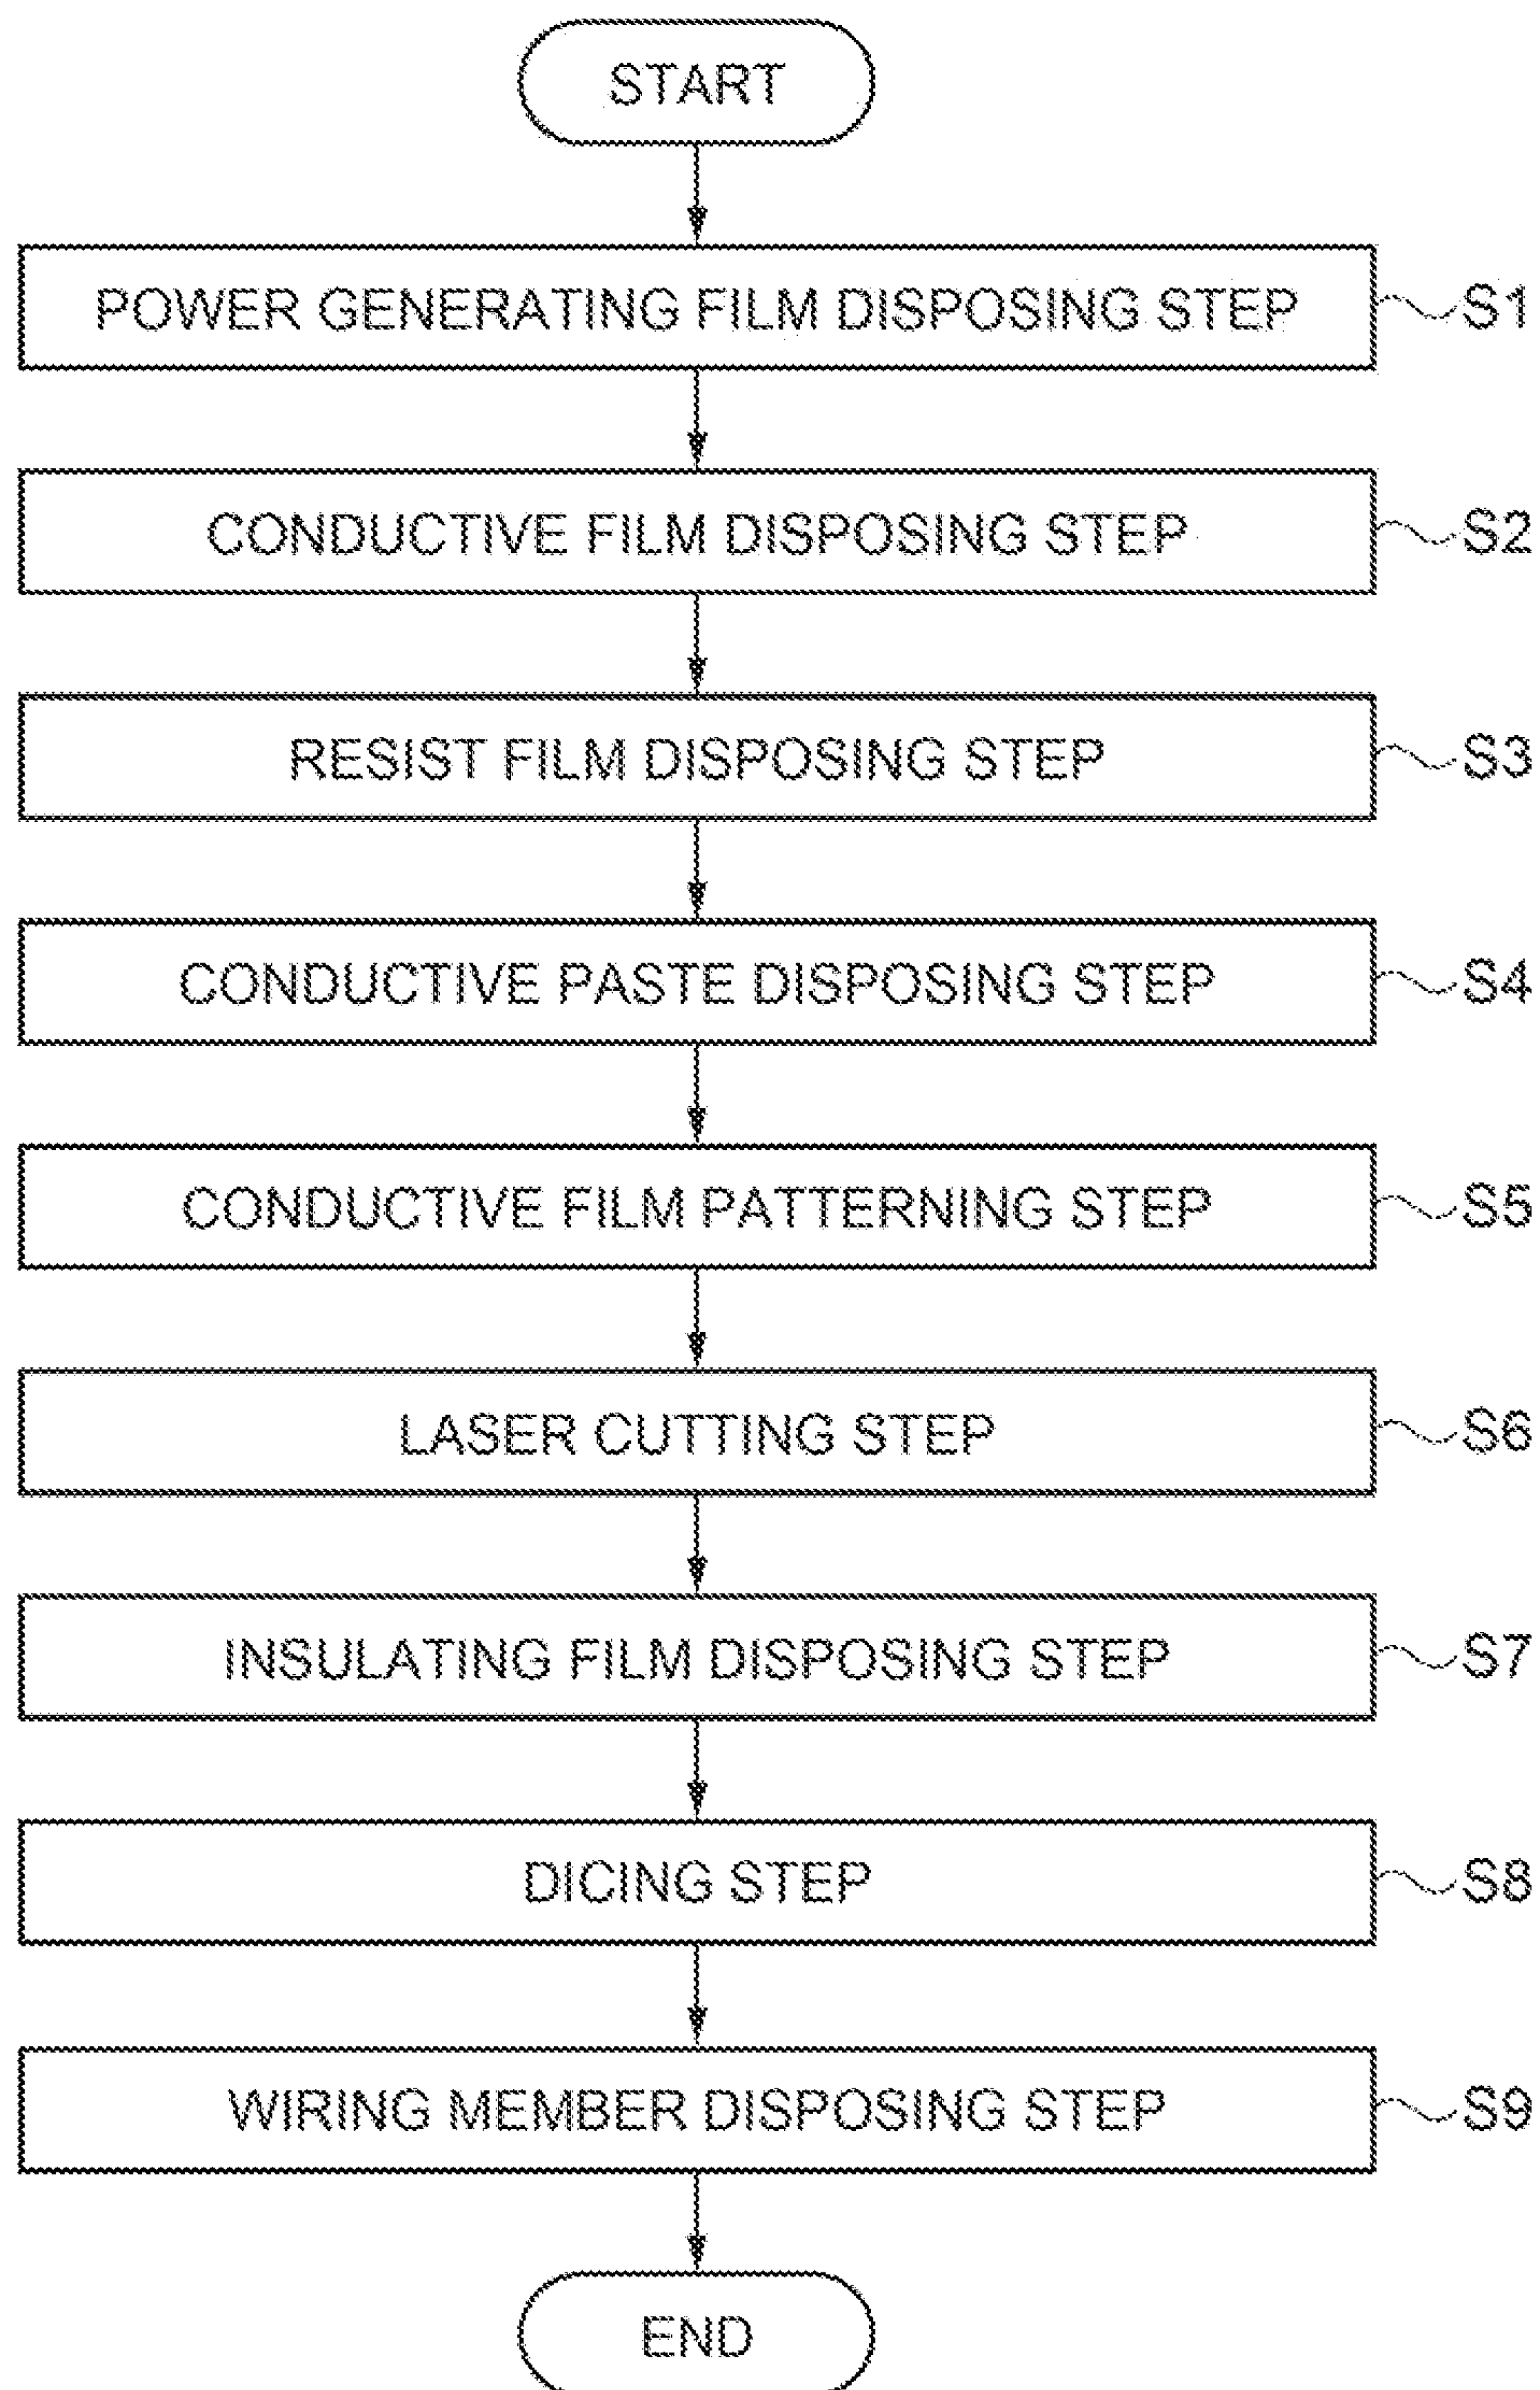 START
POWER GENERATING FILM DISPOSING STEP S1
CONDUCTIVE FILM DISPOSING STEP S2
RESIST FILM DISPOSING STEP S3
CONDUCTIVE PASTE DISPOSING STEP S4
CONDUCTIVE FILM PATTERNING STEP S5
LASER CUTTING STEP S6
INSULATING FILM DISPOSING STEP S7
DICING STEP S8
WIRING MEMBER DISPOSING STEP S9
END